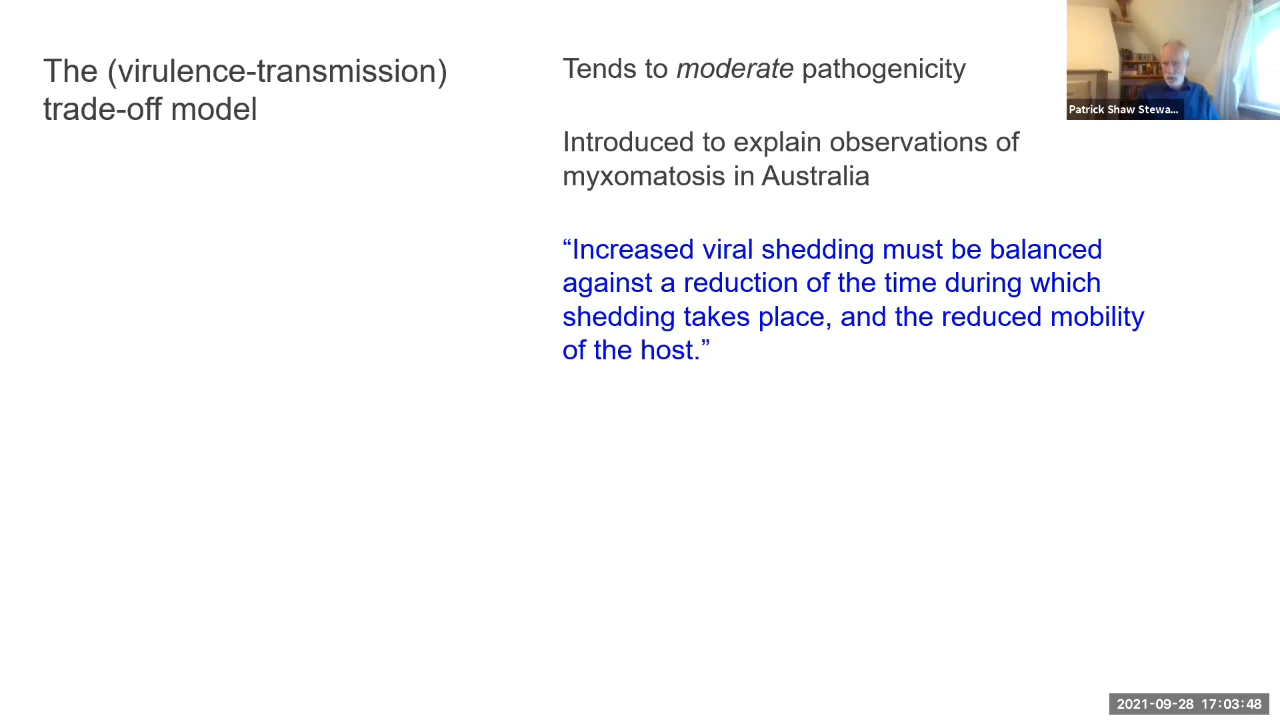 The (virulence-transmission)
trade-off model
Tends to moderate pathogenicity
Introduced to explain observations of
myxomatosis in Australia
“Increased viral shedding must be balanced
against a reduction of the time during which
shedding takes place, and the reduced mobility
of the host.”
Patrick Shaw Stewa...
2021-09-28 17:03:48